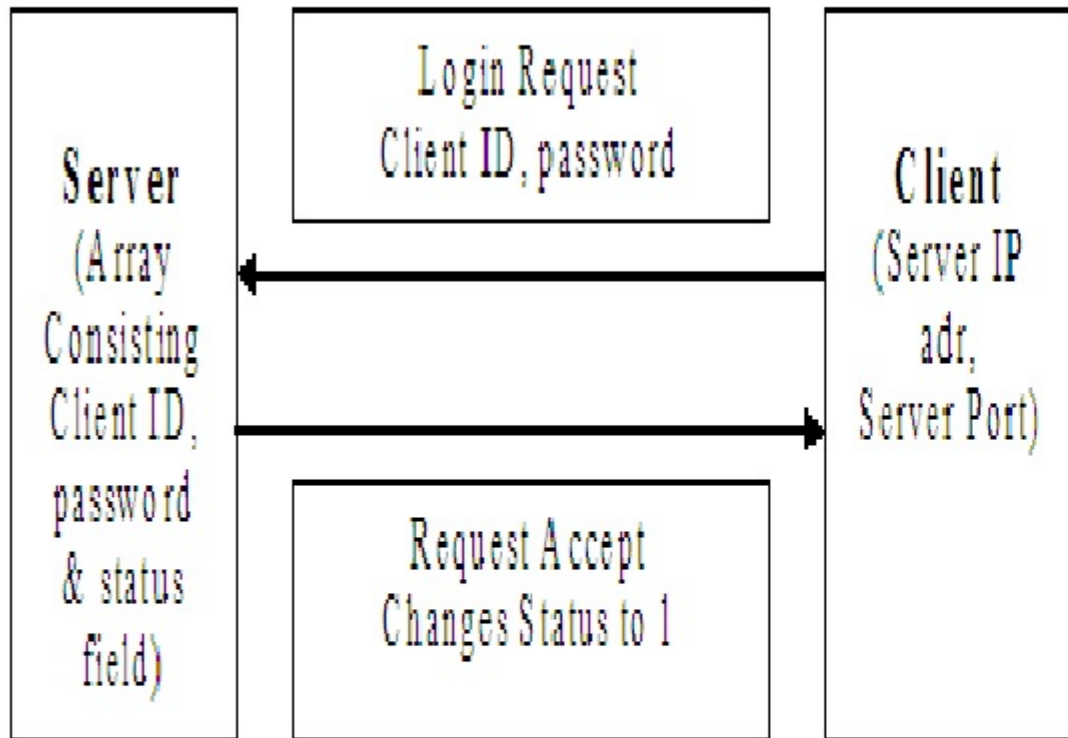 Server
(Array
Consisting
Client ID,
password
& status
field)
Login Request
Client ID, password
Request Accept
Changes Status to 1
Client
(Server IP
adr,
Server Port)